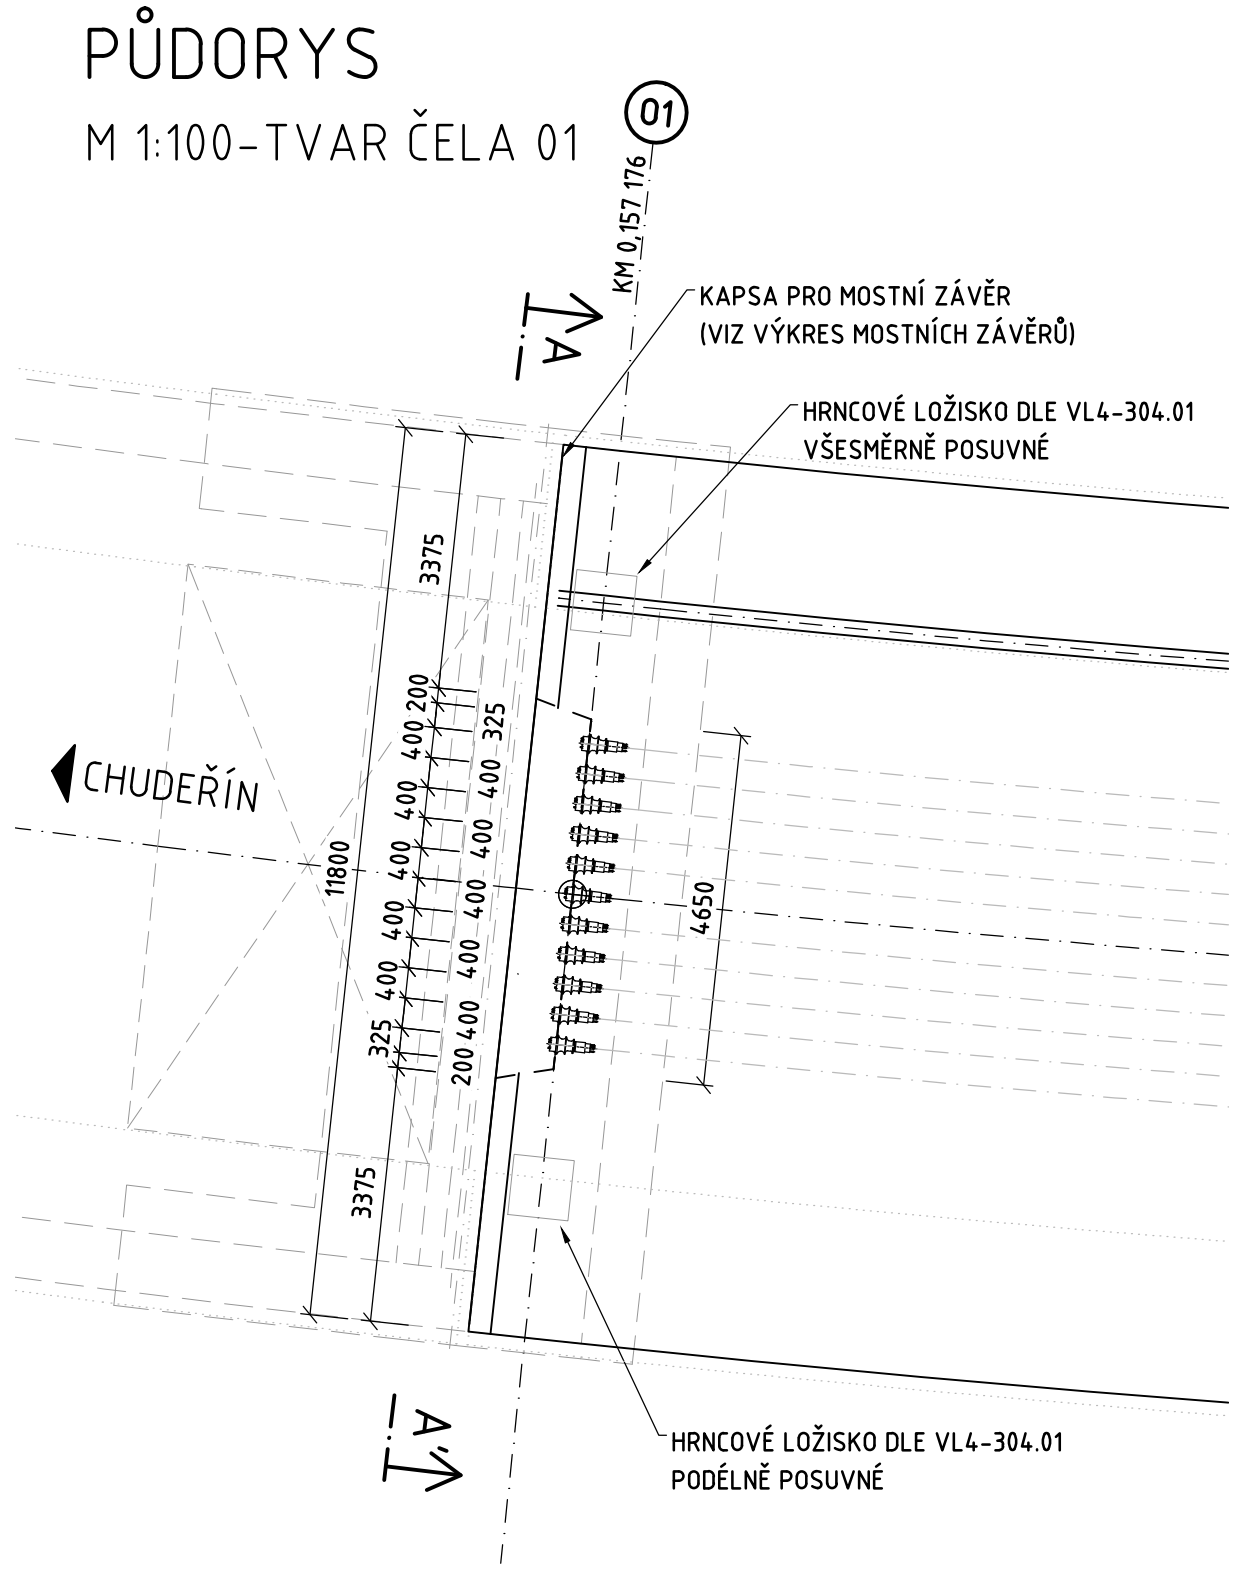 PŮDORYS
M 1:100-TVAR ČELA 01
01
KM 0,157 176
A
KAPSA PRO MOSTNÍ ZÁVĚR
(VIZ VÝKRES MOSTNÍCH ZÁVĚRŮ)
HRNCOVÉ LOŽISKO DLE VL4-304.01
VŠESMĚRNĚ POSUVNÉ
3375
200
325
400
400
400
400
400
400
400
400
400
400
325
200
3375
11800
4650
CHUDEŘÍN
A'
HRNCOVÉ LOŽISKO DLE VL4-304.01
PODÉLNĚ POSUVNÉ